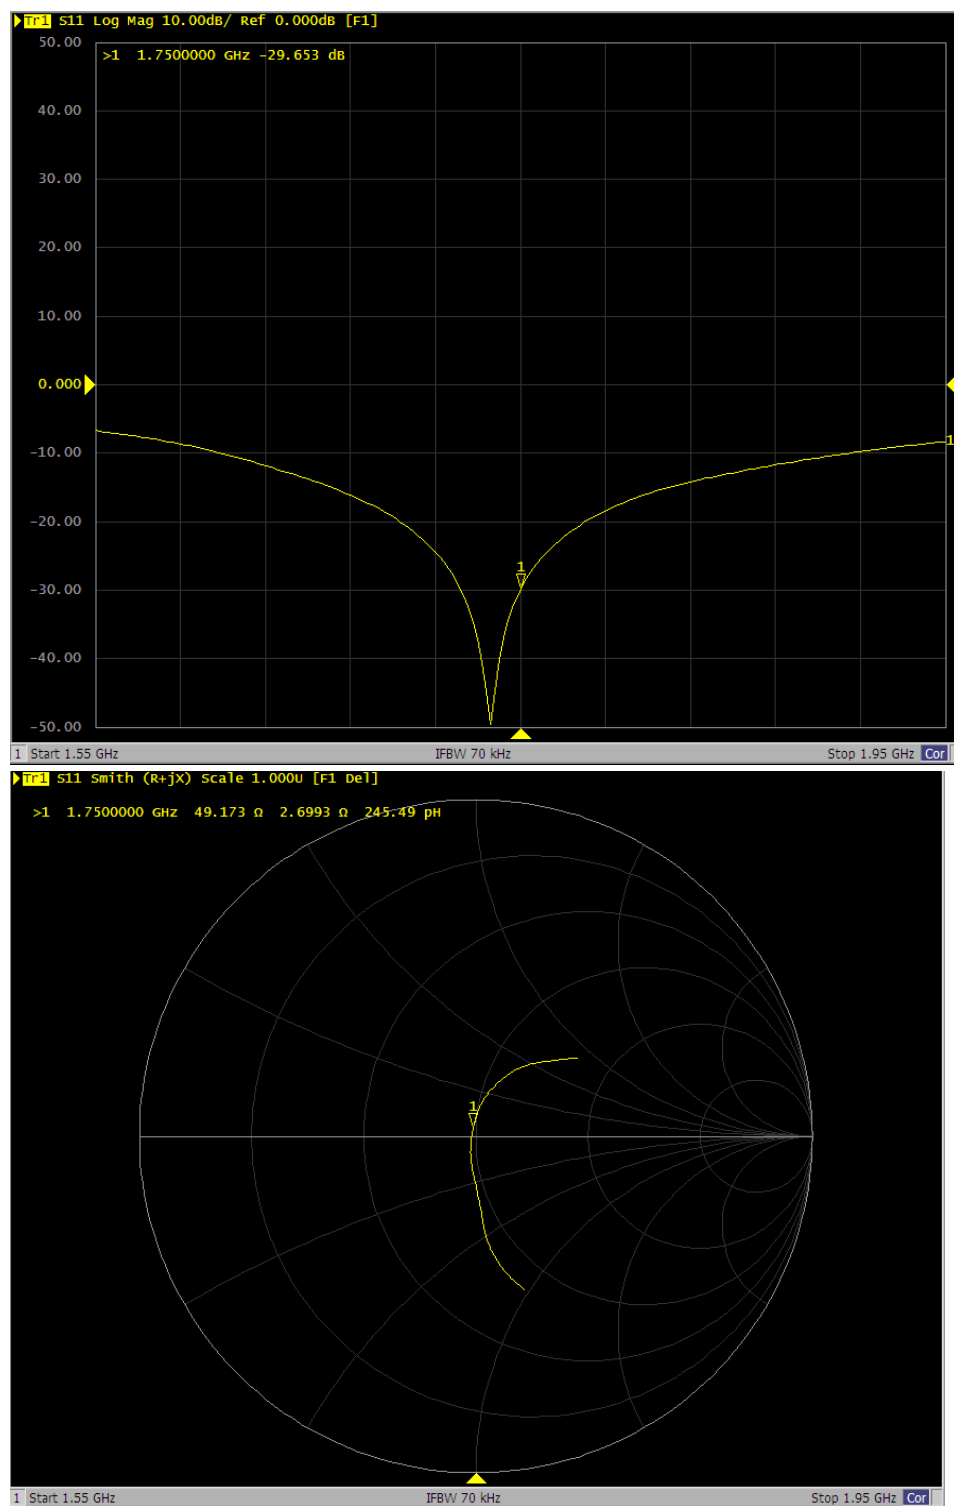 Tr1 S11 Log Mag 10.00dB/ Ref 0.000dB [F1]
50.00
>1 1.7500000 GHz -29.653 dB
40.00
30.00
20.00
10.00
0.000
1
-10.00
-20.00
1
-30.00
-40.00
-50.00
1 Start 1.55 GHz IFBW 70 kHz Stop 1.95 GHz Cor
Tr1 S11 Smith (R+jX) Scale 1.000U [F1 Del]
>1 1.7500000 GHz 49.173 Ω 2.6993 Ω 245.49 pH
1
1 Start 1.55 GHz IFBW 70 kHz Stop 1.95 GHz Cor